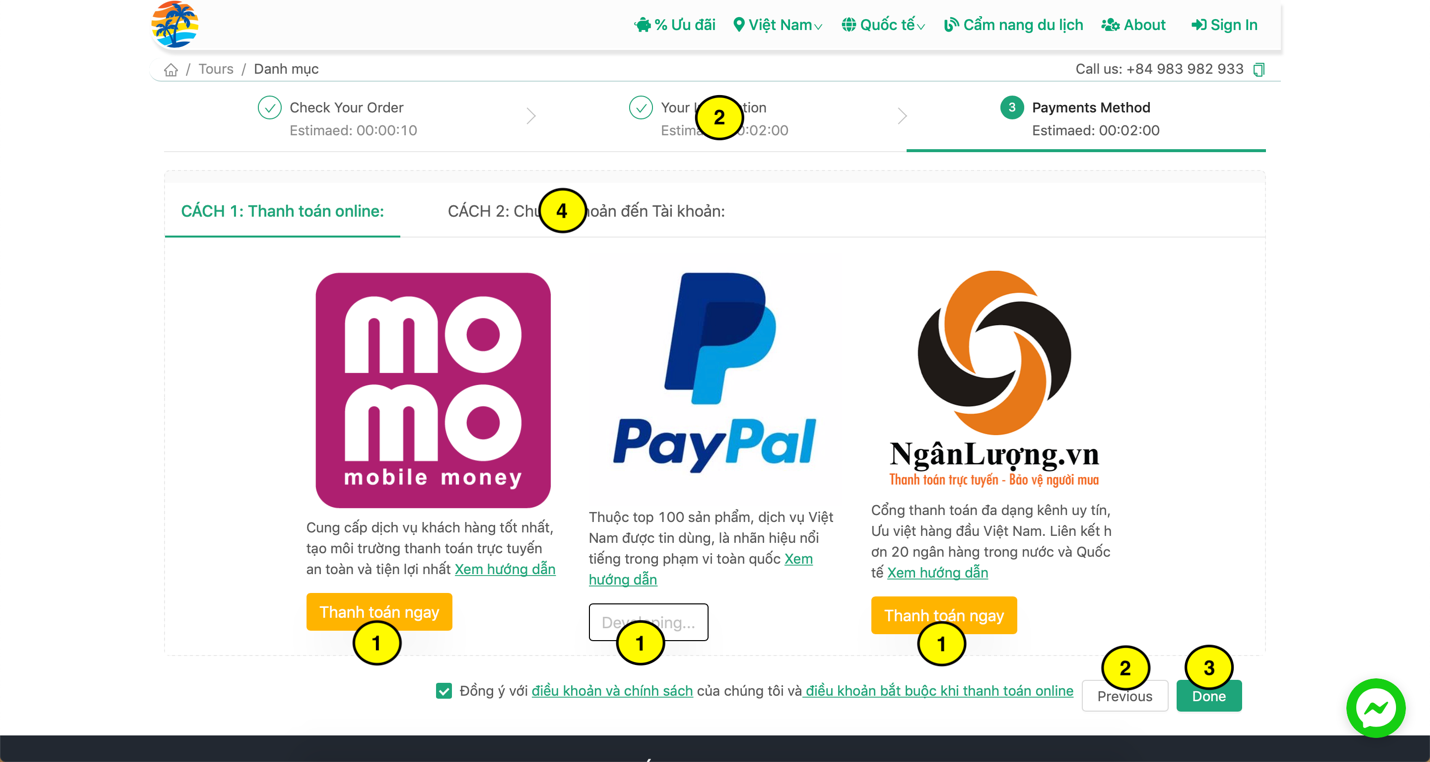 % Ưu đãi Việt Nam Quốc tế Cẩm nang du lịch About Sign In
/ Tours / Danh mục
Call us: +84 983 982 933
Check Your Order
Estimaed: 00:00:10
Your
2
3 Payments Method
Estimaed: 00:02:00
CÁCH 1: Thanh toán online:
CÁCH 2:
4
đến Tài khoản:
mo
mo
mobile money
Cung cấp dịch vụ khách hàng tốt nhất,
tạo môi trường thanh toán trực tuyến
an toàn và tiện lợi nhất Xem hướng dẫn
Thanh toán ngay
1
PayPal
Thuộc top 100 sản phẩm, dịch vụ Việt
Nam được tin dùng, là nhãn hiệu nổi
tiếng trong phạm vi toàn quốc Xem
hướng dẫn
Developing...
1
NgânLượng.vn
Thanh toán trực tuyến - Bảo vệ người mua
Cổng thanh toán đa dạng kênh uy tín,
Ưu việt hàng đầu Việt Nam. Liên kết h
ơn 20 ngân hàng trong nước và Quốc
tế Xem hướng dẫn
Thanh toán ngay
1
Đồng ý với điều khoản và chính sách của chúng tôi và điều khoản bắt buộc khi thanh toán online
2
Previous
3
Done